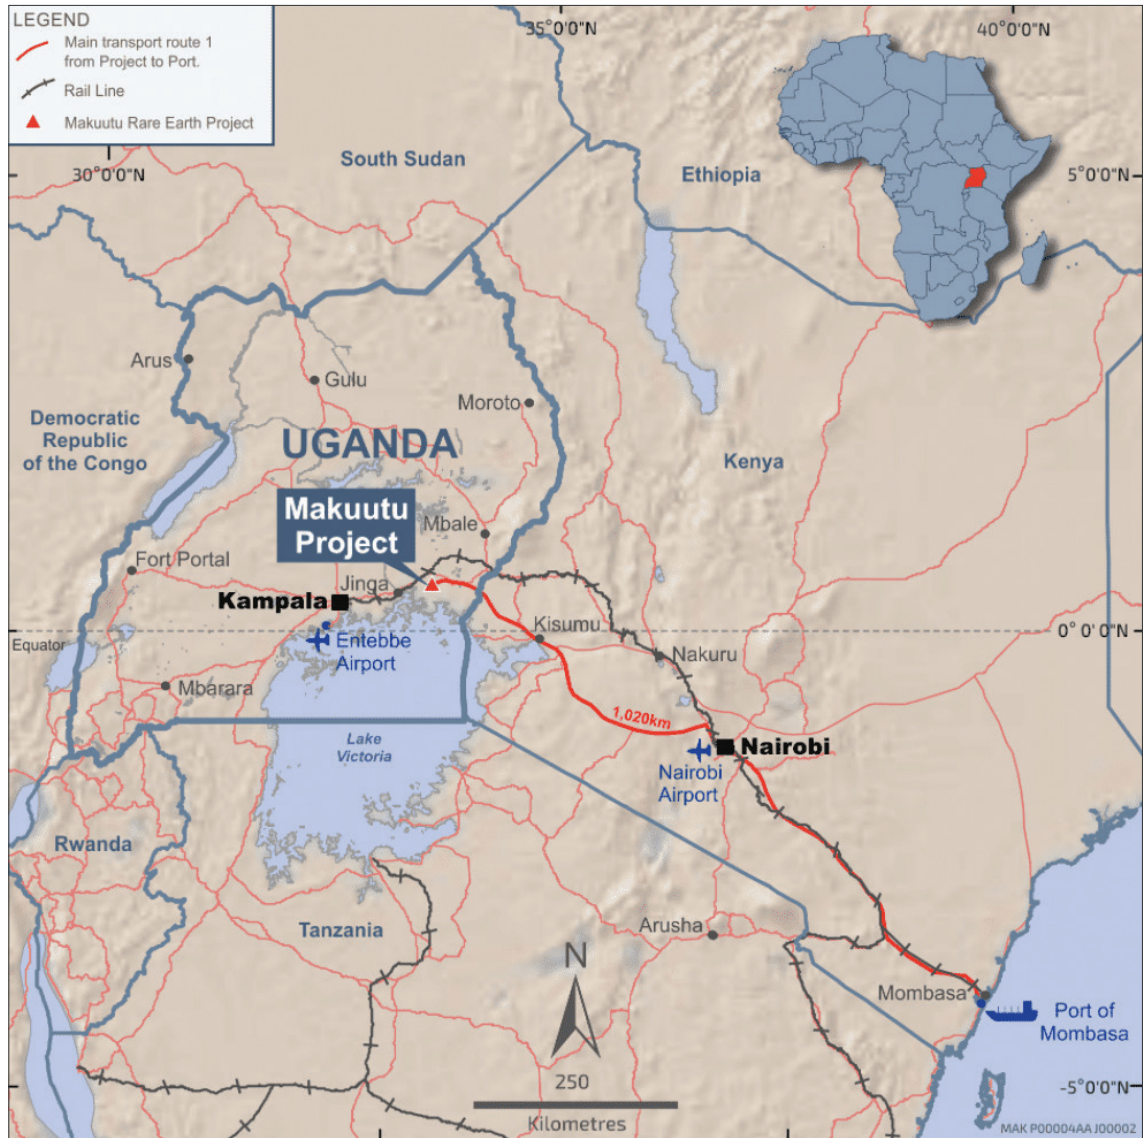 LEGEND
Main transport route 1
from Project to Port.
Rail Line
Makuutu Rare Earth Project
35°0'0"N
40°0'0"N
30°0'0"N
5°0'0"N
South Sudan
Ethiopia
Arus
Gulu
Moroto
Democratic
Republic
of the Congo
UGANDA
Kenya
Makuutu
Project
Mbale
Fort Portal
Jinga
Kampala
Kisumu
0° 0' 0"N
Equator
Entebbe
Airport
Nakuru
Mbarara
1,020km
Lake
Victoria
Nairobi
Nairobi
Airport
Rwanda
Tanzania
Arusha
N
Mombasa
Port of
Mombasa
250
Kilometres
-5°0'0"N
MAK P00004AA J00002